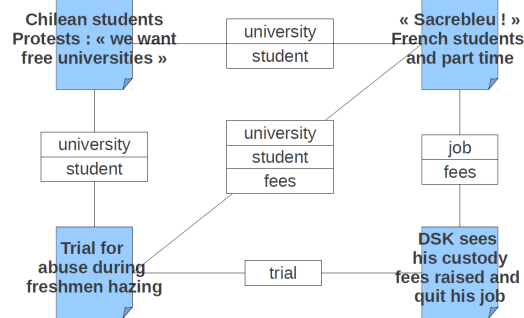 Chilean students
Protests : « we want
free universities »
university
student
« Sacrebleu ! »
French students
and part time
university
student
university
student
fees
job
fees
Trial for
abuse during
freshmen hazing
trial
DSK sees
his custody
fees raised and
quit his job